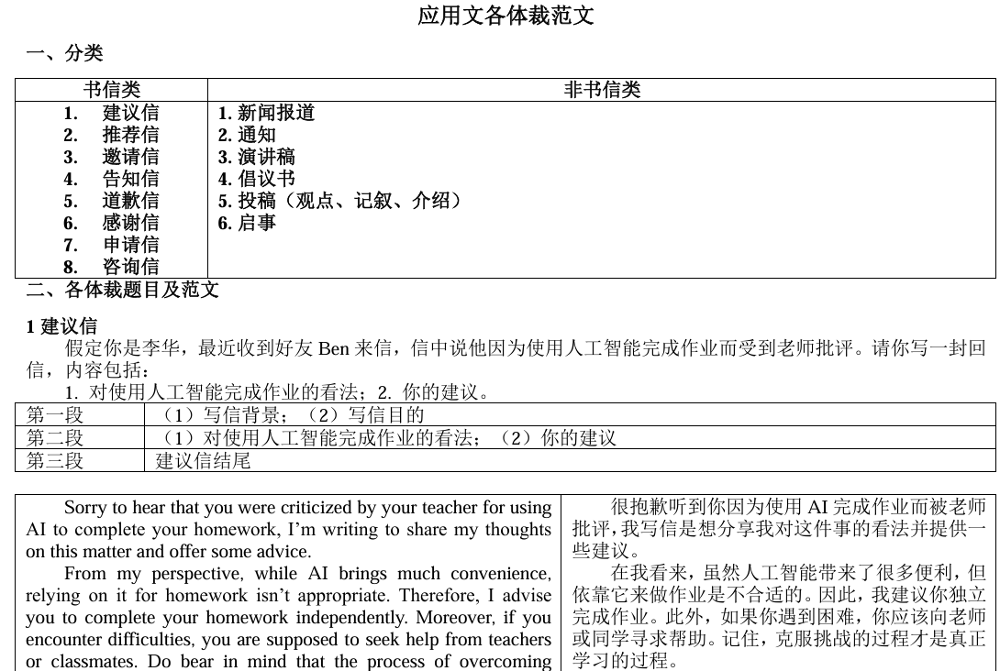 应用文各体裁范文
一、分类
书信类 非书信类
1. 建议信 1. 新闻报道
2. 推荐信 2. 通知
3. 邀请信 3. 演讲稿
4. 告知信 4. 倡议书
5. 道歉信 5. 投稿（观点、记叙、介绍）
6. 感谢信 6. 启事
7. 申请信
8. 咨询信
二、各体裁题目及范文
1 建议信
假定你是李华，最近收到好友 Ben 来信，信中说他因为使用人工智能完成作业而受到老师批评。请你写一封回
信，内容包括：
1. 对使用人工智能完成作业的看法；2. 你的建议。
第一段 （1）写信背景；（2）写信目的
第二段 （1）对使用人工智能完成作业的看法；（2）你的建议
第三段 建议信结尾
Sorry to hear that you were criticized by your teacher for using
AI to complete your homework, I'm writing to share my thoughts
on this matter and offer some advice.
From my perspective, while AI brings much convenience,
relying on it for homework isn't appropriate. Therefore, I advise
you to complete your homework independently. Moreover, if you
encounter difficulties, you are supposed to seek help from teachers
or classmates. Do bear in mind that the process of overcoming
很抱歉听到你因为使用 AI 完成作业而被老师
批评，我写信是想分享我对这件事的看法并提供一
些建议。
在我看来，虽然人工智能带来了很多便利，但
依靠它来做作业是不合适的。因此，我建议你独立
完成作业。此外，如果你遇到困难，你应该向老师
或同学寻求帮助。记住，克服挑战的过程才是真正
学习的过程。